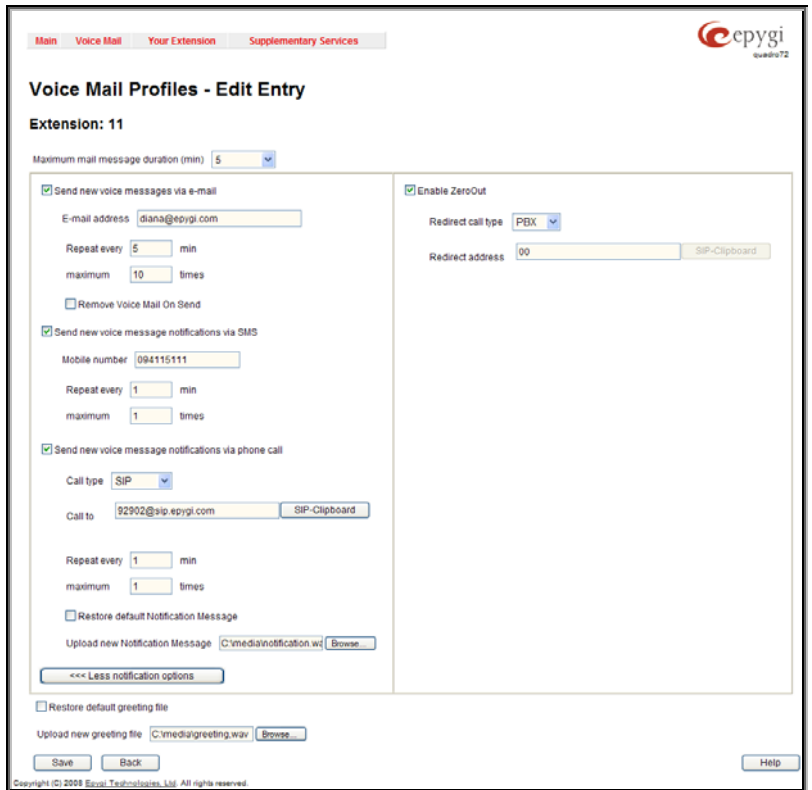 Main Voice Mail Your Extension Supplementary Services
epygi
quadro72
Voice Mail Profiles - Edit Entry
Extension: 11
Maximum mail message duration (min) 5
Send new voice messages via e-mail
E-mail address diana@epygi.com
Repeat every 5 min
maximum 10 times
Remove Voice Mail On Send
Send new voice message notifications via SMS
Mobile number 094115111
Repeat every 1 min
maximum 1 times
Send new voice message notifications via phone call
Call type SIP
Call to 92902@sip.epygi.com SIP-Clipboard
Repeat every 1 min
maximum 1 times
Restore default Notification Message
Upload new Notification Message C:\media\notification.wa Browse...
<<< Less notification options
Enable ZeroOut
Redirect call type PBX
Redirect address 00 SIP-Clipboard
Restore default greeting file
Upload new greeting file C:\media\greeting.wav Browse...
Save Back Help
Copyright (C) 2008 Epygi Technologies, Ltd. All rights reserved.